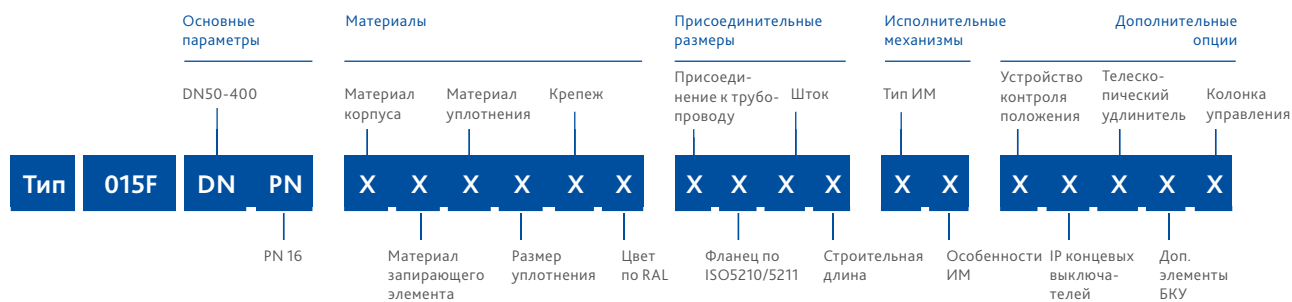 Основные
параметры
Материалы
Присоединительные
размеры
Исполнительные
механизмы
Дополнительные
опции
DN50-400
Материал
корпуса
Материал
уплотнения
Крепеж
Присоеди-
нение к трубо-
проводу
Шток
Тип ИМ
Устройство
контроля
положения
Телеско-
пический
удлинитель
Колонка
управления
Тип 015F DN PN X X X X X X X X X X X X X X X X X
PN 16
Материал
запирающего
элемента
Размер
уплотнения
Цвет
по RAL
Фланец по
ISO5210/5211
Строительная
длина
Особенности
ИМ
IP концевых
выключа-
телей
Доп.
элементы
БКУ